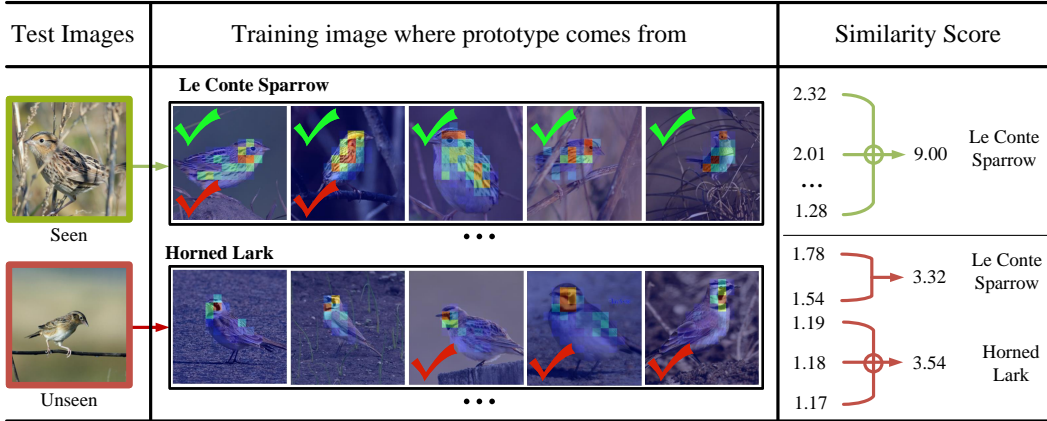 Test Images
Training image where prototype comes from
Similarity Score
Le Conte Sparrow
Seen
...
2.32
2.01
...
1.28
9.00
Le Conte
Sparrow
Horned Lark
Unseen
...
1.78
1.54
3.32
Le Conte
Sparrow
1.19
1.18
1.17
3.54
Horned
Lark